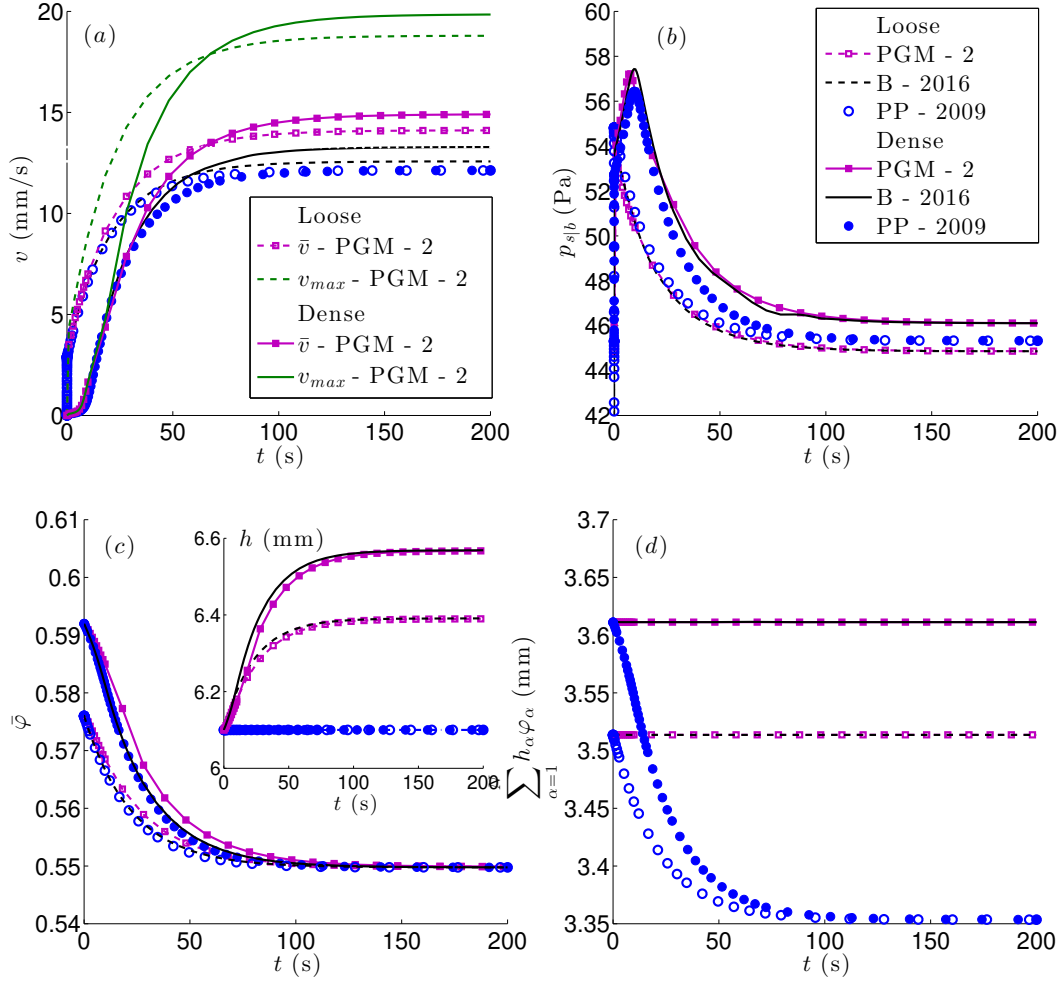 (a)
20
15
10
5
0
v (mm/s)
0 50 100 150 200
t (s)
Loose
v̄ - PGM - 2
v_max - PGM - 2
Dense
v̄ - PGM - 2
v_max - PGM - 2
(b)
60
58
56
54
52
50
48
46
44
42
p_s|b (Pa)
0 50 100 150 200
t (s)
Loose
PGM - 2
B - 2016
PP - 2009
Dense
PGM - 2
B - 2016
PP - 2009
(c)
0.61
0.6
0.59
0.58
0.57
0.56
0.55
0.54
φ̄
0 50 100 150 200
t (s)
h (mm)
6.6
6.4
6.2
6
0 50 100 150 200
t (s)
(d)
3.7
3.65
3.6
3.55
3.5
3.45
3.4
3.35
∑ α=1 h_α φ_α (mm)
0 50 100 150 200
t (s)